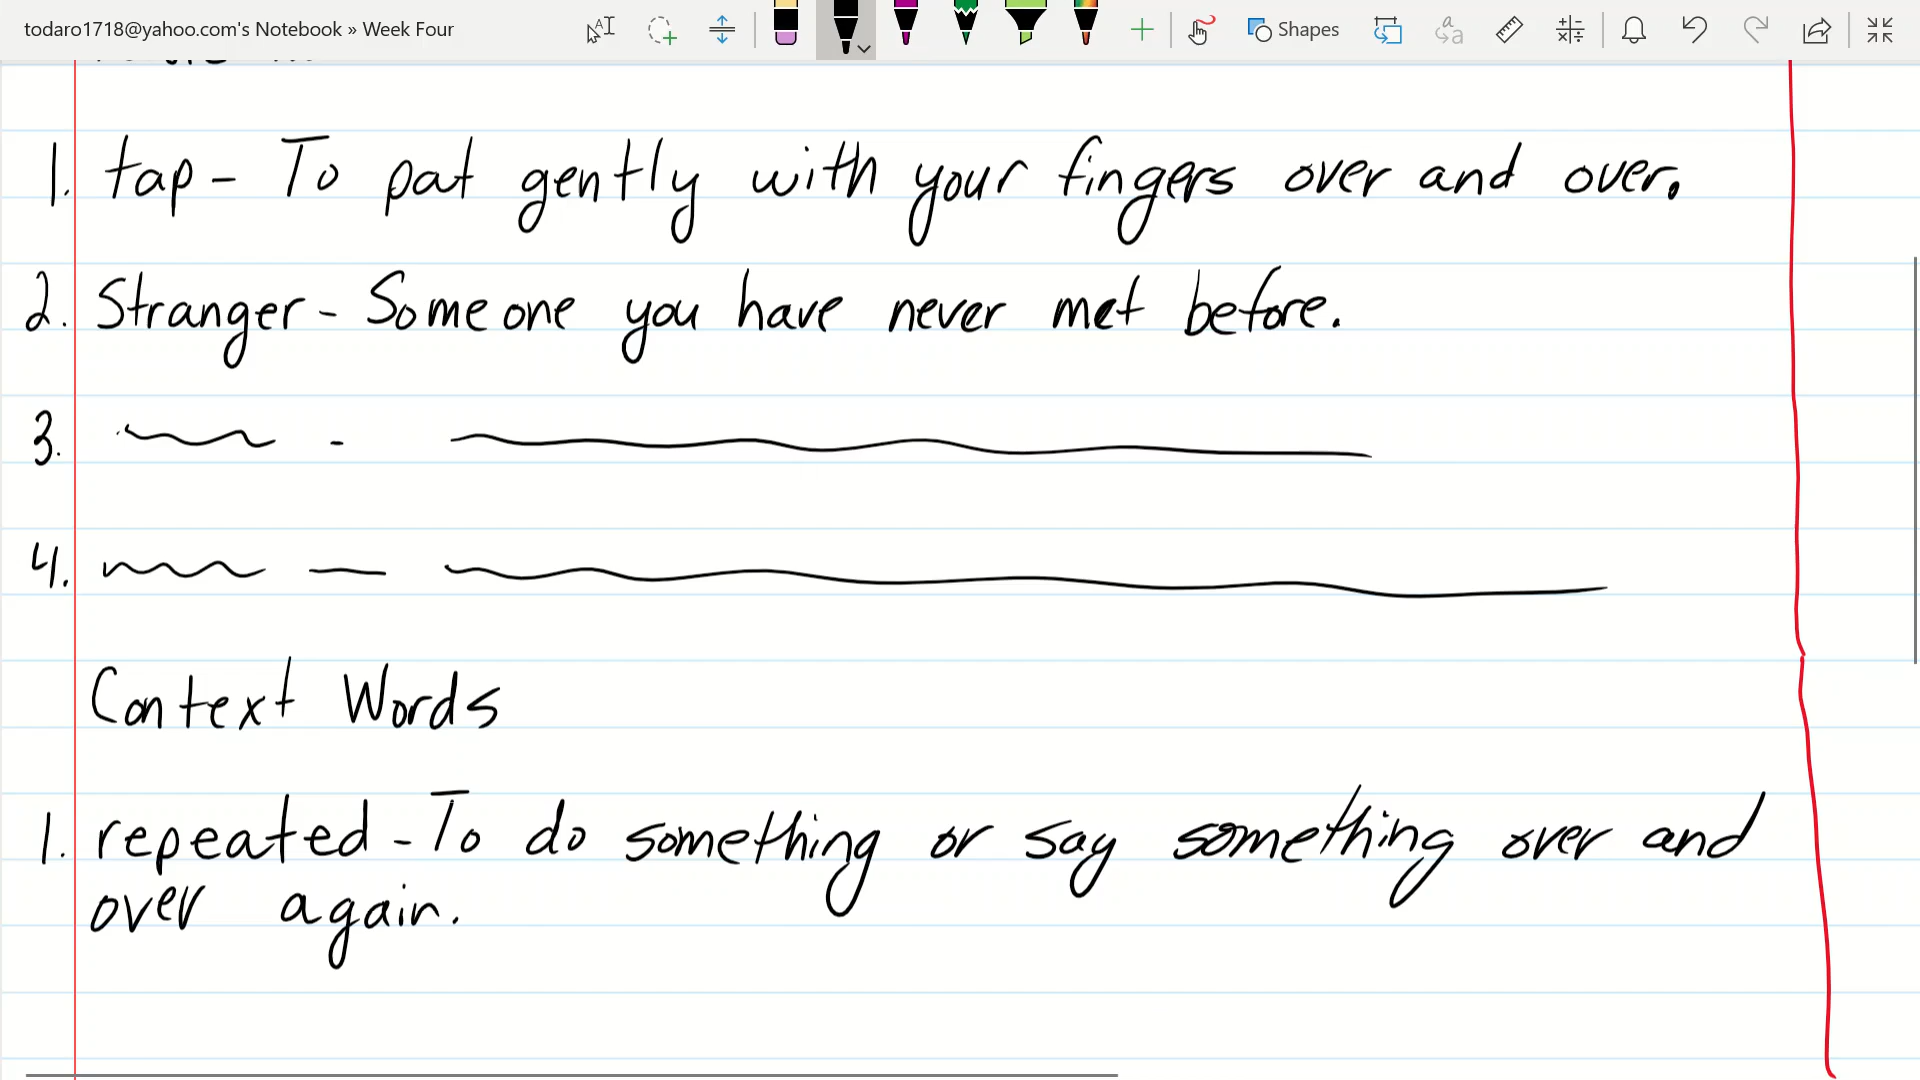 todaro1718@yahoo.com's Notebook » Week Four
Shapes
1. tap - To pat gently with your fingers over and over.
2. Stranger - Someone you have never met before.
3. -
4. —
Context Words
1. repeated - To do something or say something over and
over again.